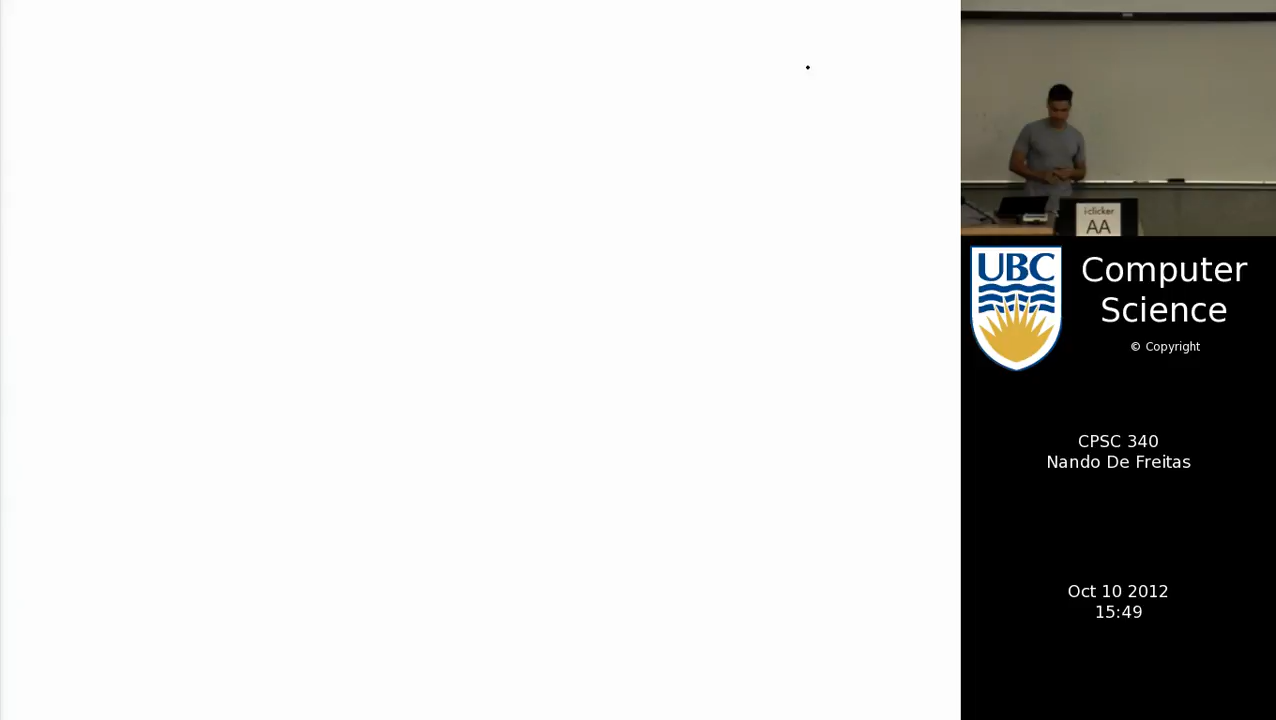 i-clicker
AA
UBC
Computer
Science
© Copyright
CPSC 340
Nando De Freitas
Oct 10 2012
15:49